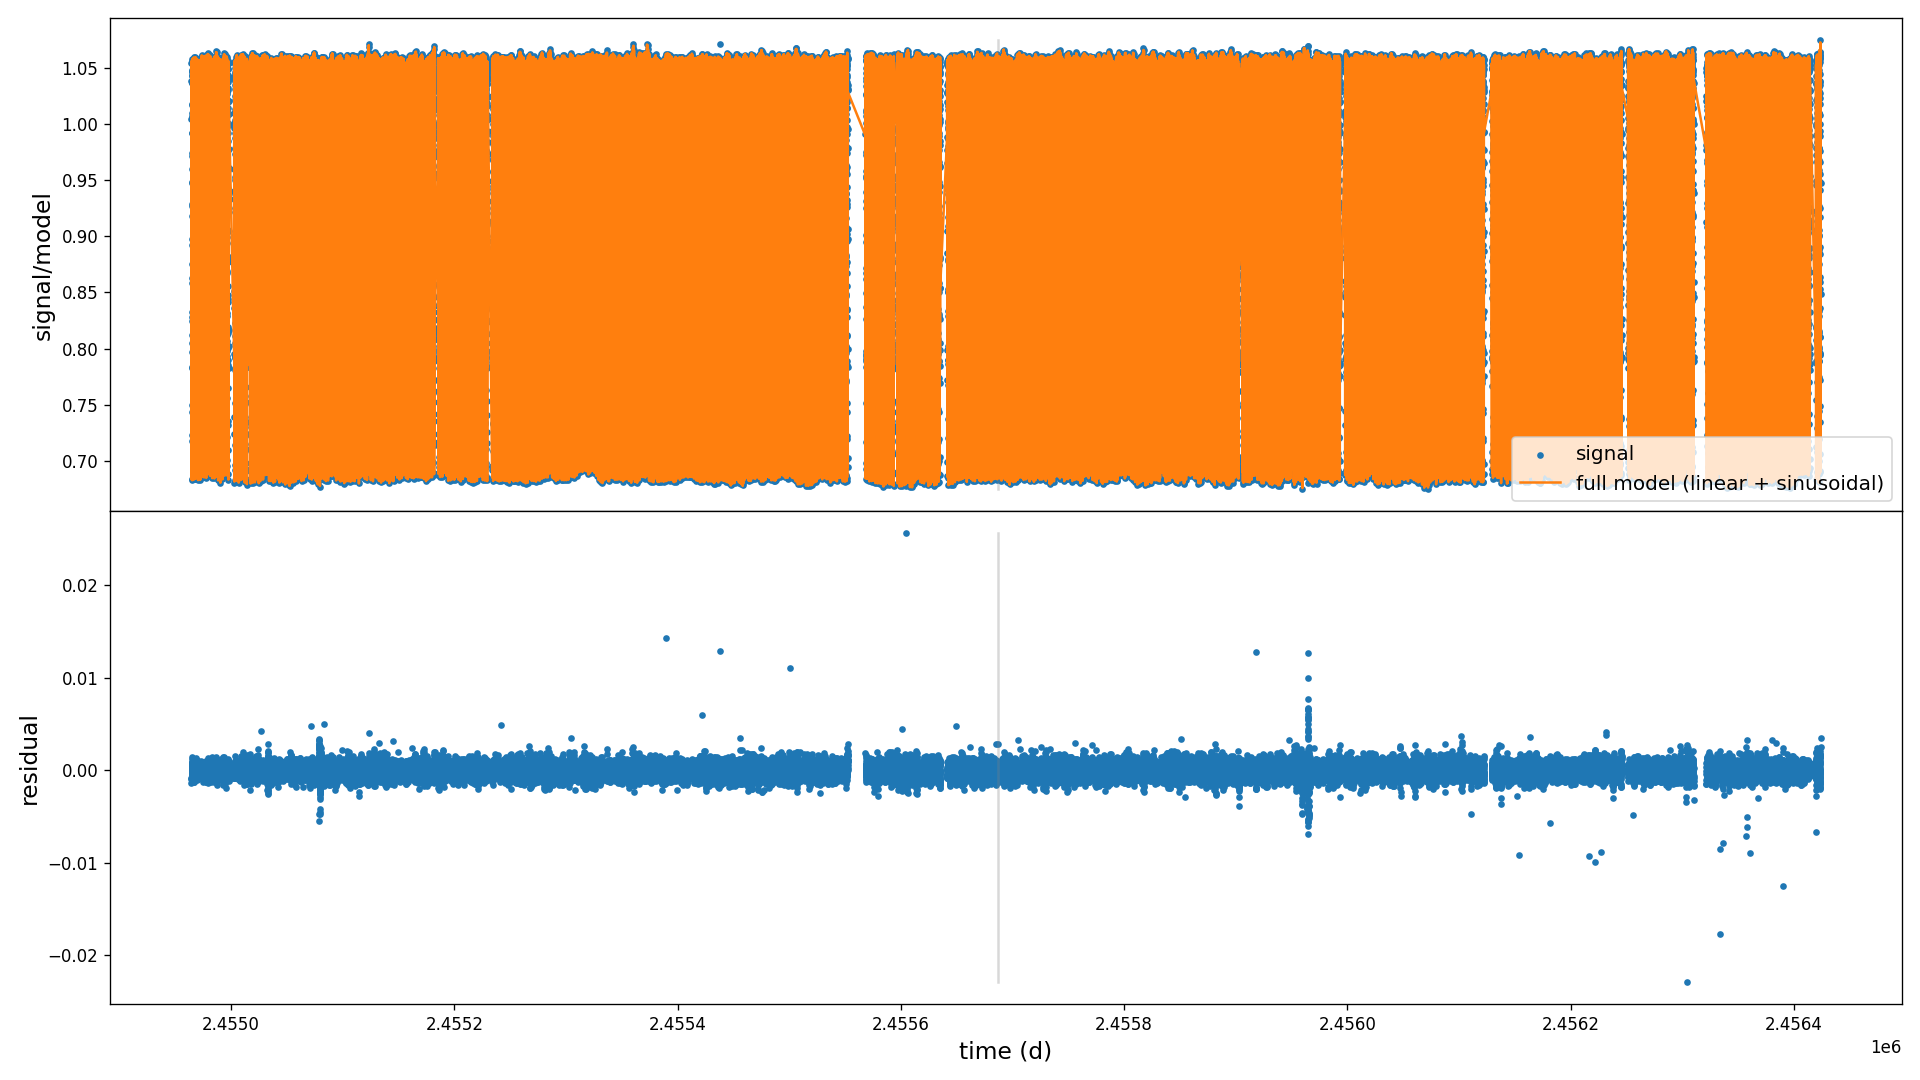 1.05
1.00
0.95
0.90
0.85
0.80
0.75
0.70
signal/model
signal
full model (linear + sinusoidal)
0.02
0.01
0.00
−0.01
−0.02
residual
2.4550 2.4552 2.4554 2.4556 2.4558 2.4560 2.4562 2.4564
1e6
time (d)